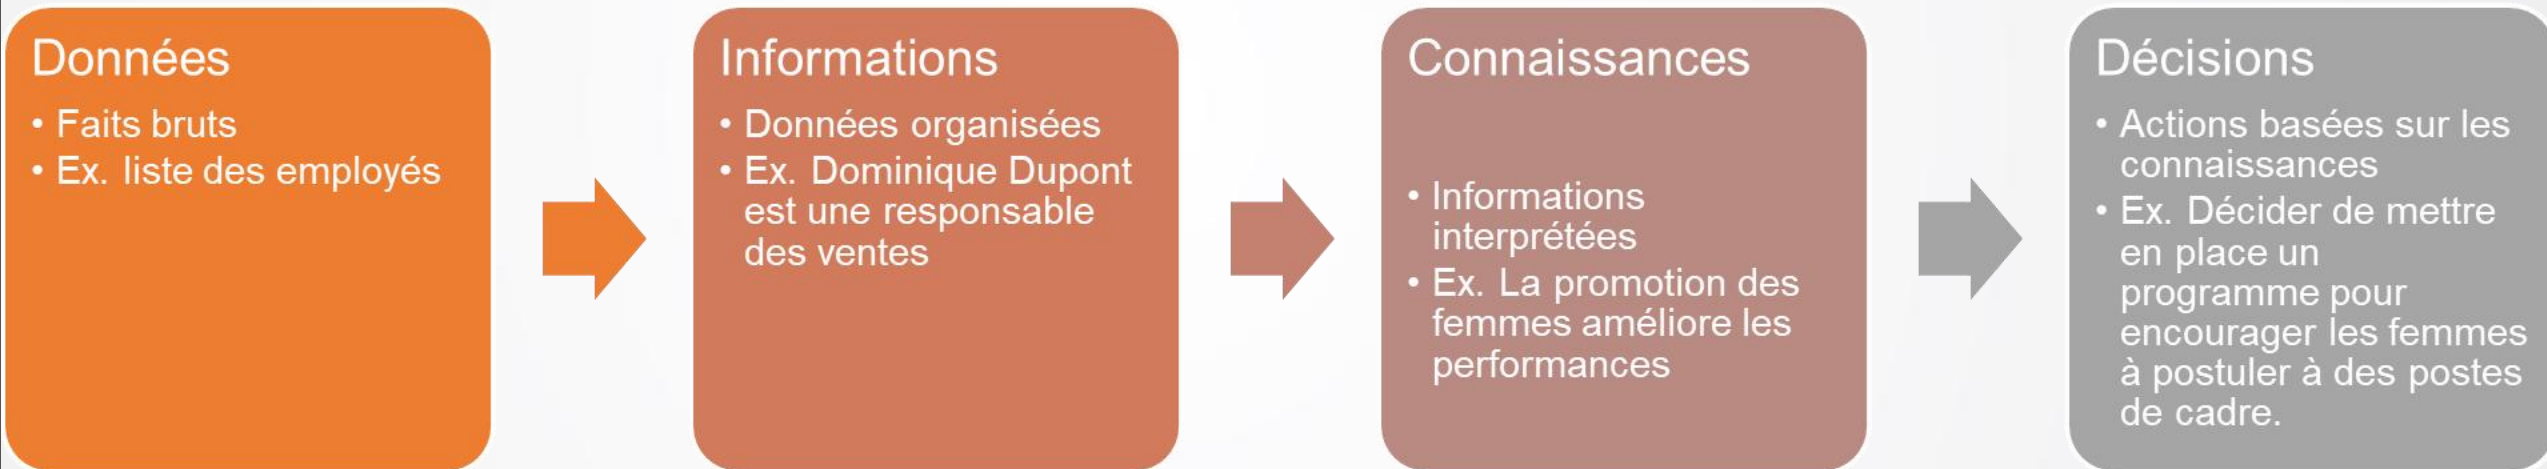 Données
• Faits bruts
• Ex. liste des employés
Informations
• Données organisées
• Ex. Dominique Dupont
est une responsable
des ventes
Connaissances
• Informations
interprétées
• Ex. La promotion des
femmes améliore les
performances
Décisions
• Actions basées sur les
connaissances
• Ex. Décider de mettre
en place un
programme pour
encourager les femmes
à postuler à des postes
de cadre.